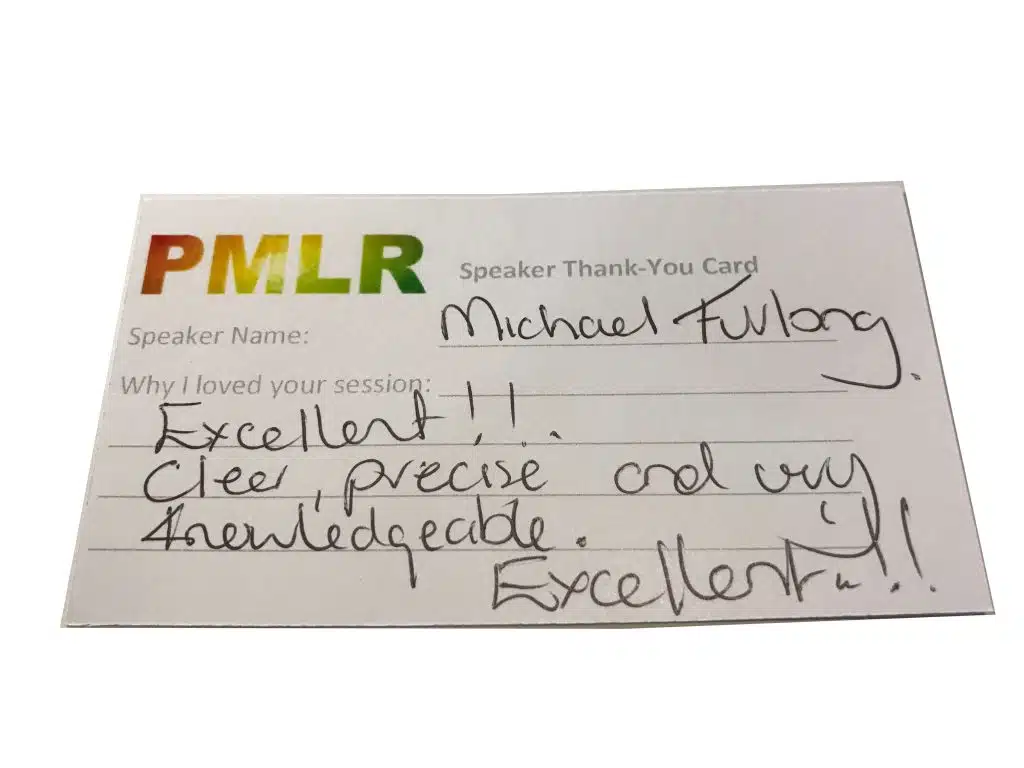 PMLR Speaker Thank-You Card
Speaker Name: Michael Furlong.
Why I loved your session:
Excellent!!.
Clear, precise and very
knowledgeable.
Excellent!!